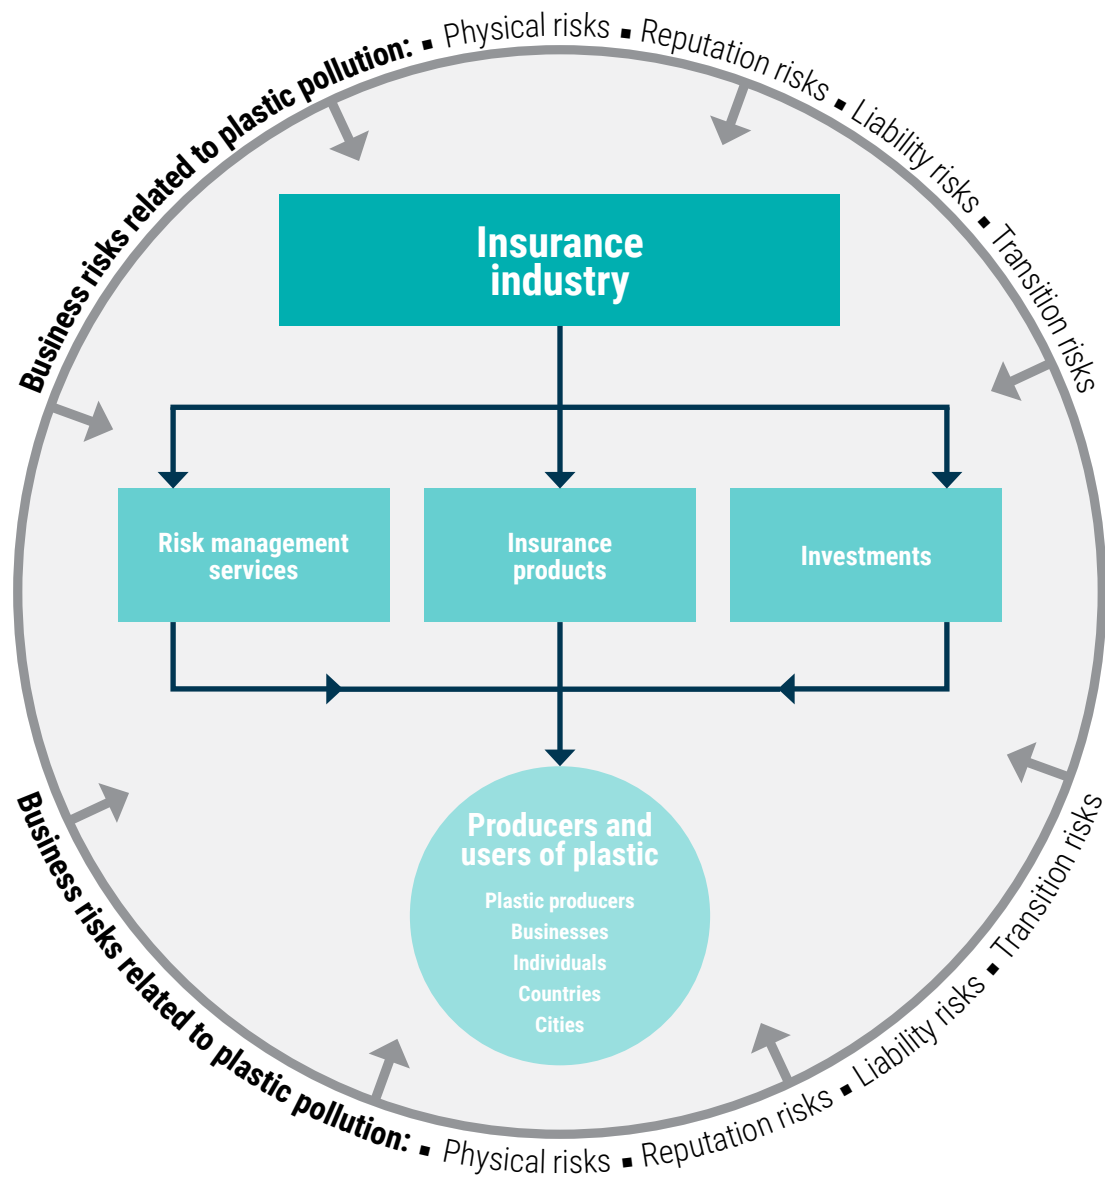 Business risks related to plastic pollution: ▪ Physical risks ▪ Reputation risks ▪ Liability risks ▪ Transition risks
Insurance
industry
Risk management
services
Insurance
products
Investments
Producers and
users of plastic
Plastic producers
Businesses
Individuals
Countries
Cities
Business risks related to plastic pollution: ▪ Physical risks ▪ Reputation risks ▪ Liability risks ▪ Transition risks